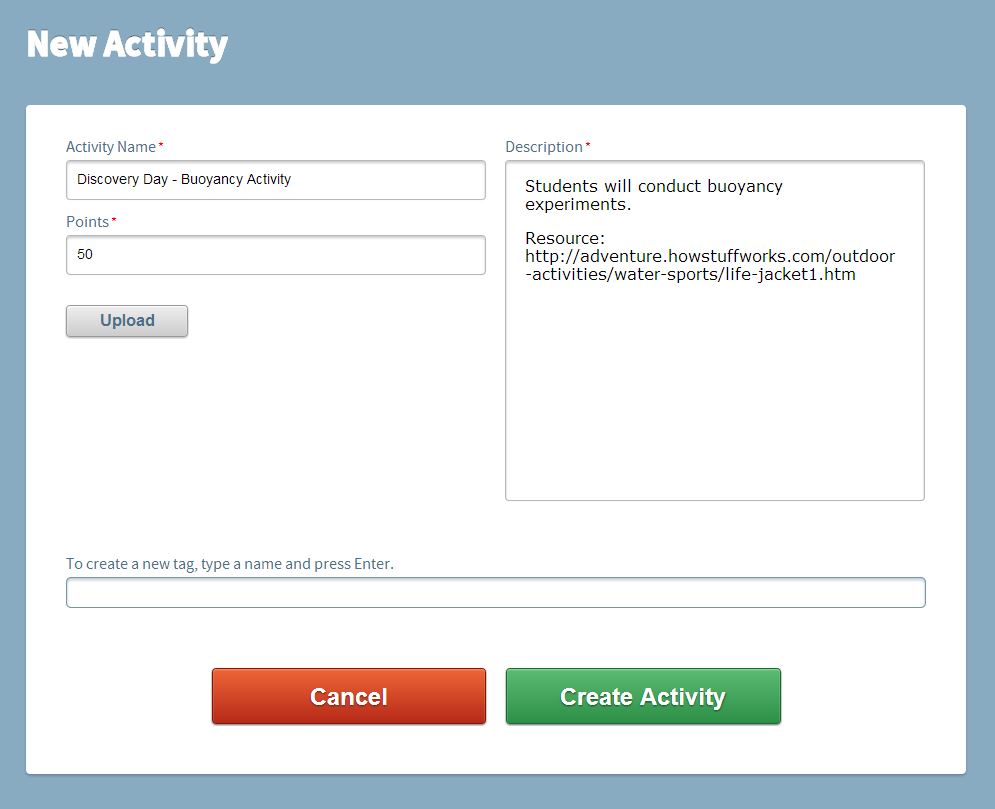 New Activity
Activity Name*
Discovery Day - Buoyancy Activity
Points*
50
Upload
Description*
Students will conduct buoyancy
experiments.
Resource:
http://adventure.howstuffworks.com/outdoor
-activities/water-sports/life-jacket1.htm
To create a new tag, type a name and press Enter.
Cancel
Create Activity